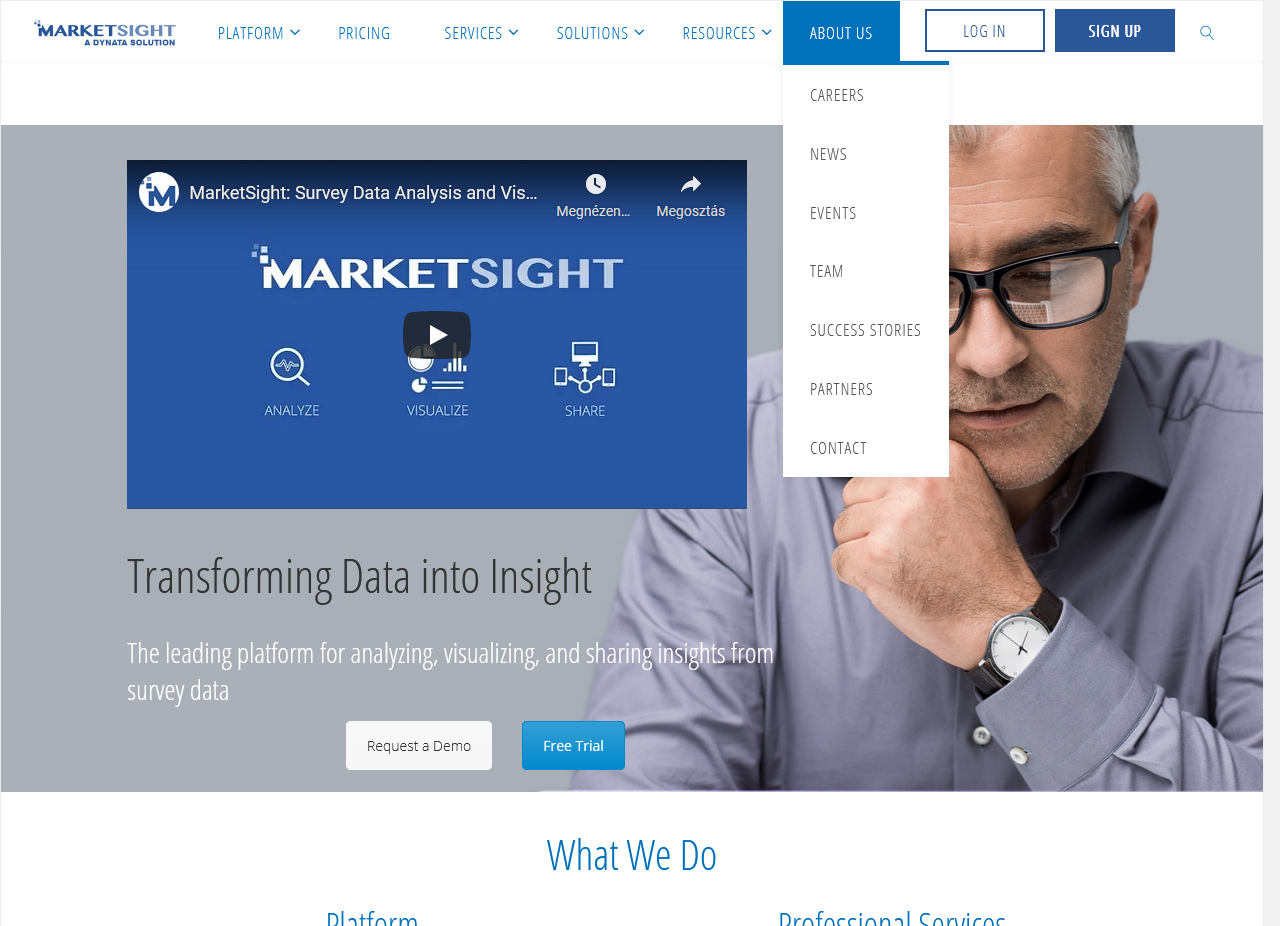 MARKETSIGHT
A DYNATA SOLUTION
PLATFORM
PRICING
SERVICES
SOLUTIONS
RESOURCES
ABOUT US
LOG IN
SIGN UP
CAREERS
NEWS
EVENTS
TEAM
SUCCESS STORIES
PARTNERS
CONTACT
MarketSight: Survey Data Analysis and Vis...
Megnézen...
Megosztás
MARKETSIGHT
ANALYZE
VISUALIZE
SHARE
Transforming Data into Insight
The leading platform for analyzing, visualizing, and sharing insights from
survey data
Request a Demo
Free Trial
What We Do
Platform
Professional Services